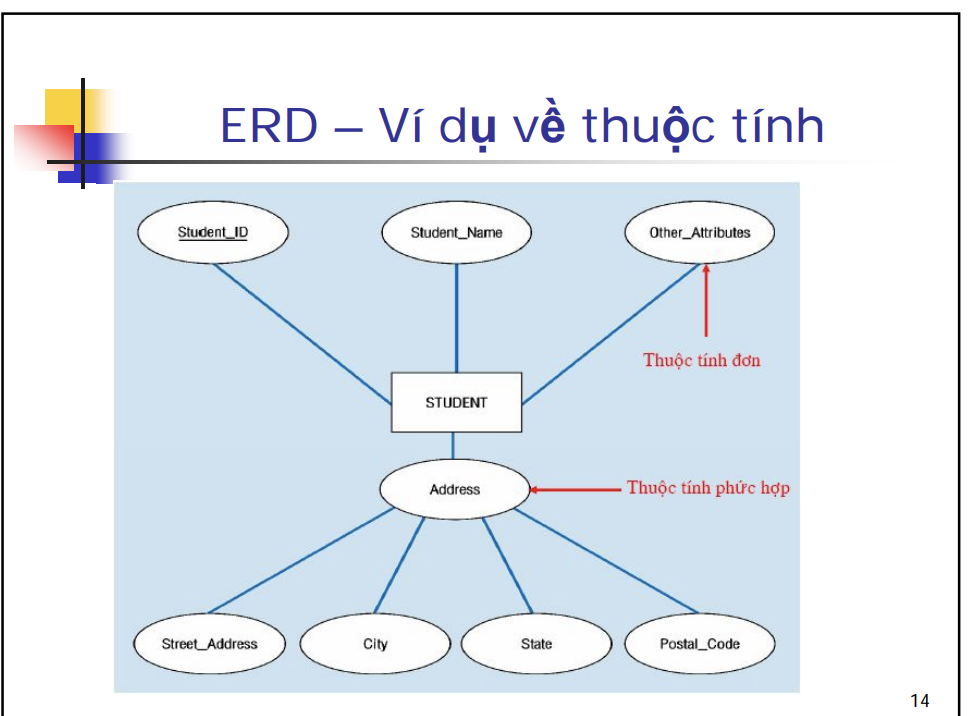 ERD – Ví dụ về thuộc tính
Student_ID
Student_Name
Other_Attributes
Thuộc tính đơn
STUDENT
Address
Thuộc tính phức hợp
Street_Address
City
State
Postal_Code
14